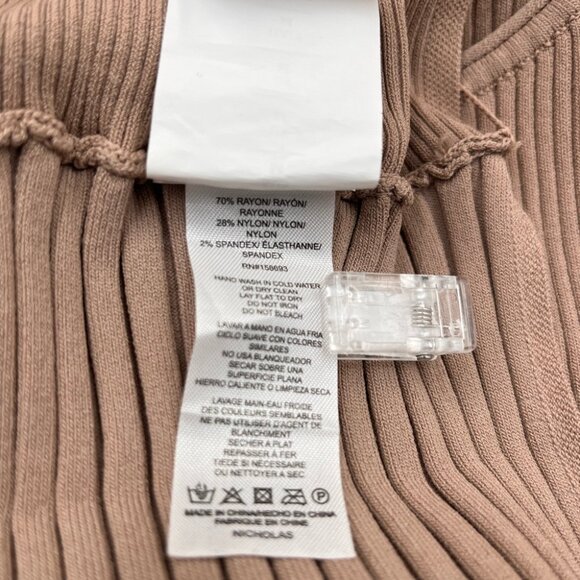 70% RAYON/ RAYÓN/
RAYONNE
28% NYLON/ NYLON/
NYLON
2% SPANDEX/ ÉLASTHANNE/
SPANDEX
RN#158693
HAND WASH IN COLD WATER
OR DRY CLEAN
LAY FLAT TO DRY
DO NOT IRON
DO NOT BLEACH
LAVAR A MANO EN AGUA FRIA
CICLO SUAVE CON COLORES
SIMILARES
NO USA BLANQUEADOR
SECAR SOBRE UNA
SUPERFICIE PLANA
HIERRO CALIENTE O LIMPIEZA SECA
LAVAGE MAIN-EAU FROIDE
DES COULEURS SEMBLABLES
NE PAS UTILISER D'AGENT DE
BLANCHIMENT
SECHER A PLAT
REPASSER À FER
TIEDE SI NÉCESSAIRE
OU NETTOYER A SEC
P
MADE IN CHINA/HECHO EN CHINA/
FABRIQUE EN CHINE
NICHOLAS